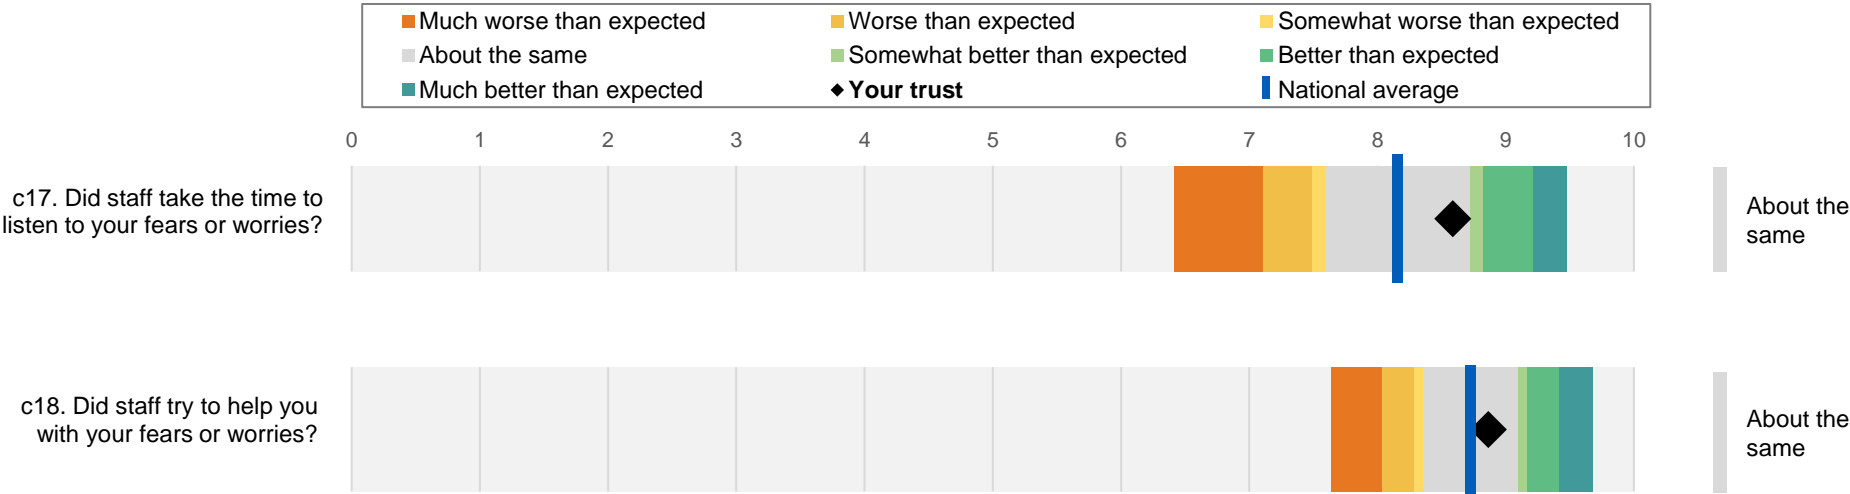 Much worse than expected Worse than expected Somewhat worse than expected
About the same Somewhat better than expected Better than expected
Much better than expected Your trust National average
0 1 2 3 4 5 6 7 8 9 10
c17. Did staff take the time to
listen to your fears or worries?
About the
same
c18. Did staff try to help you
with your fears or worries?
About the
same